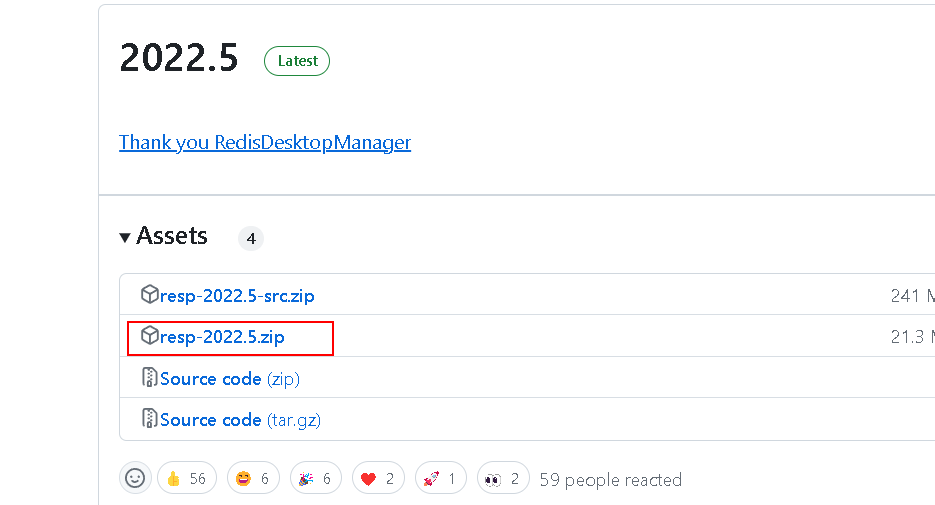 2022.5 Latest
Thank you RedisDesktopManager
Assets 4
resp-2022.5-src.zip 241 M
resp-2022.5.zip 21.3 M
Source code (zip)
Source code (tar.gz)
56 6 6 2 1 2 59 people reacted